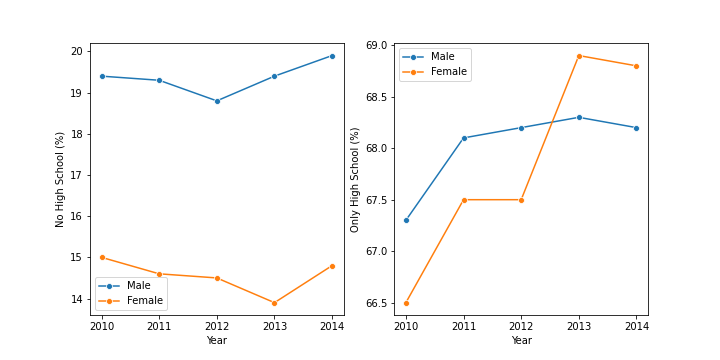 No High School (%)
20
19
18
17
16
15
14
Male
Female
2010 2011 2012 2013 2014
Year
Only High School (%)
69.0
68.5
68.0
67.5
67.0
66.5
Male
Female
2010 2011 2012 2013 2014
Year